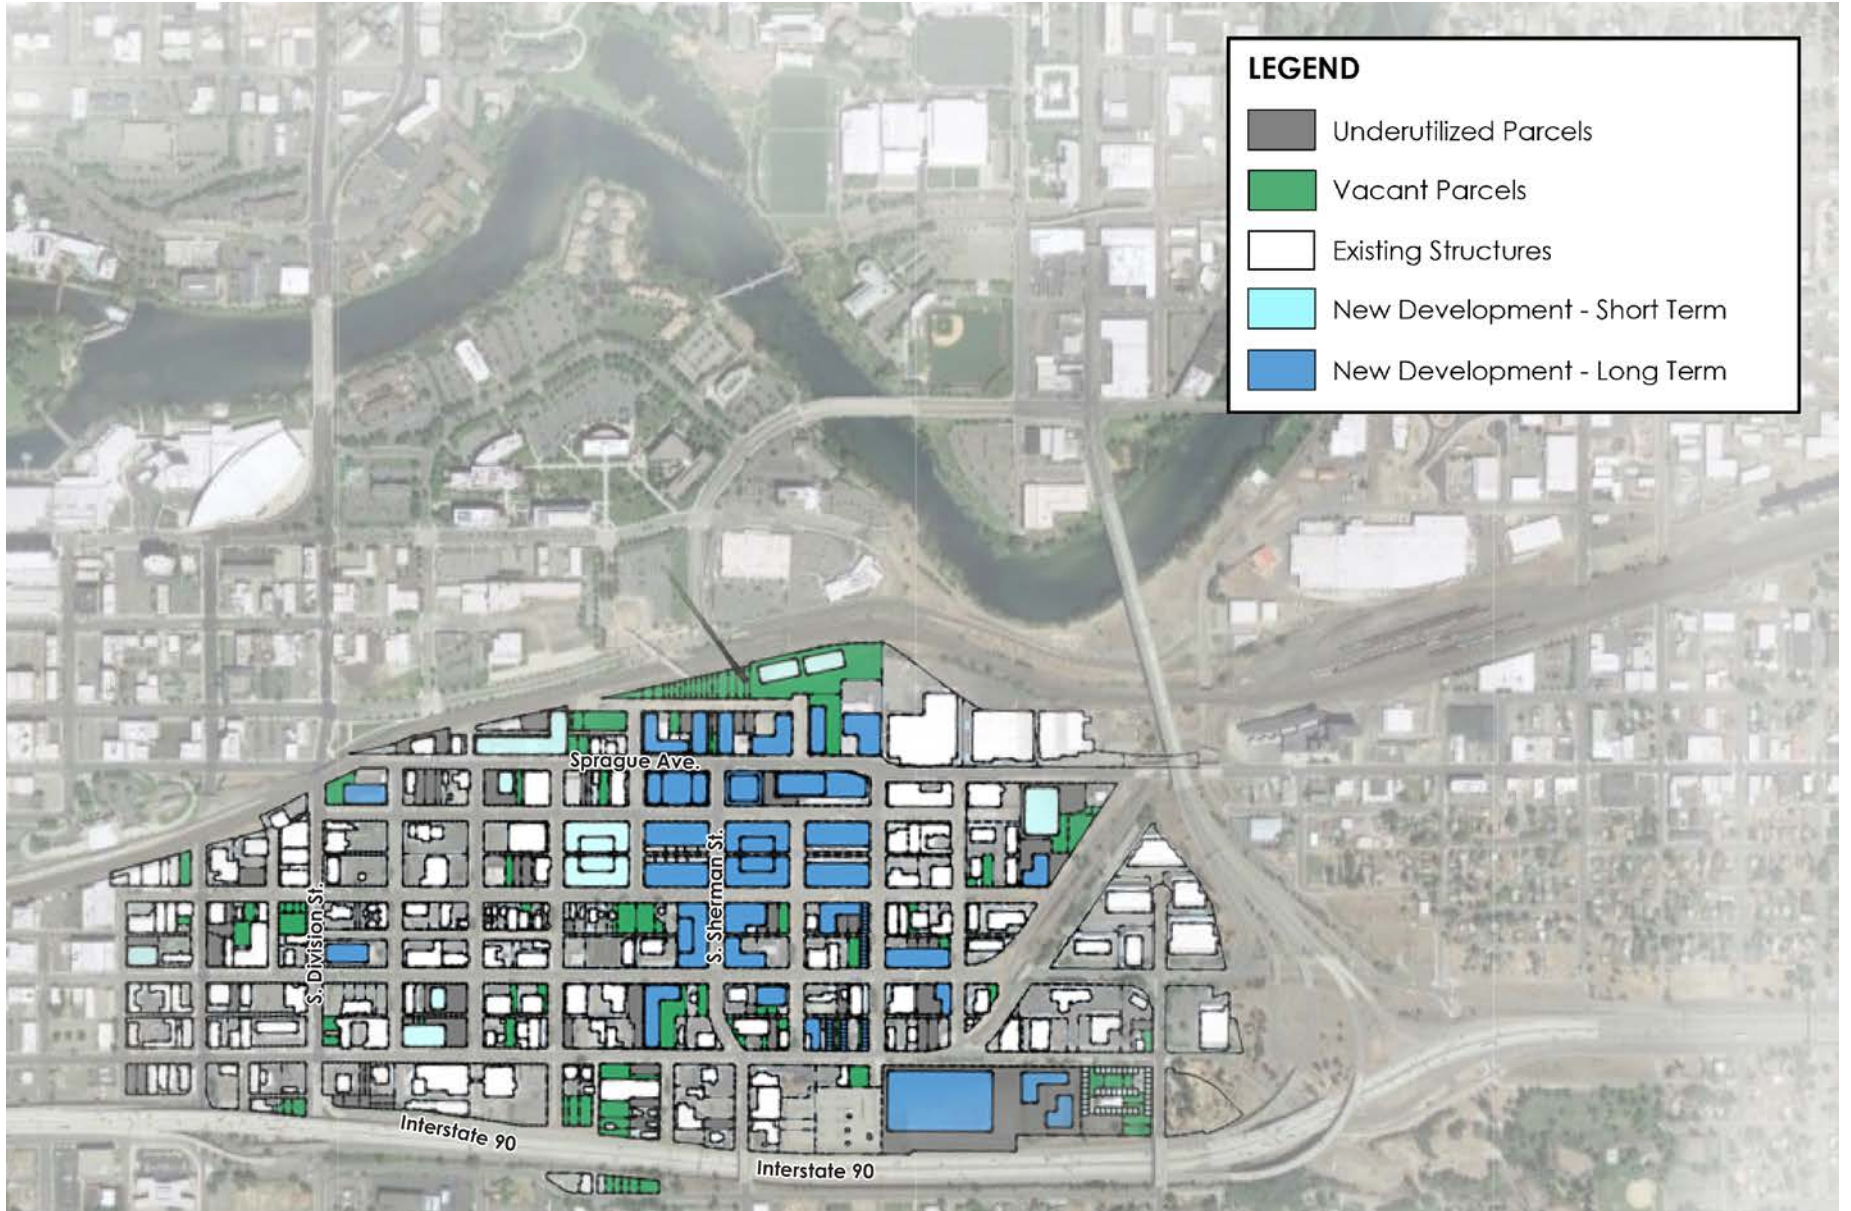 LEGEND
Underutilized Parcels
Vacant Parcels
Existing Structures
New Development - Short Term
New Development - Long Term
Sprague Ave.
S. Sherman St.
S. Division St.
Interstate 90
Interstate 90